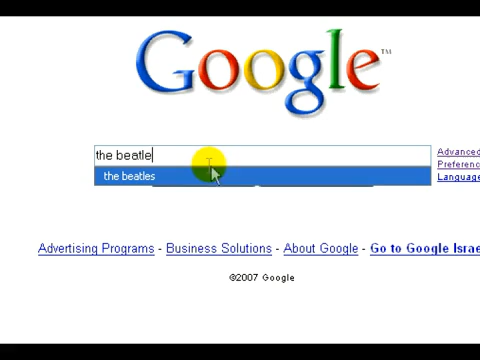 Google™
the beatle
the beatles
Advanced
Preferenc
Language
Advertising Programs - Business Solutions - About Google - Go to Google Israe
©2007 Google